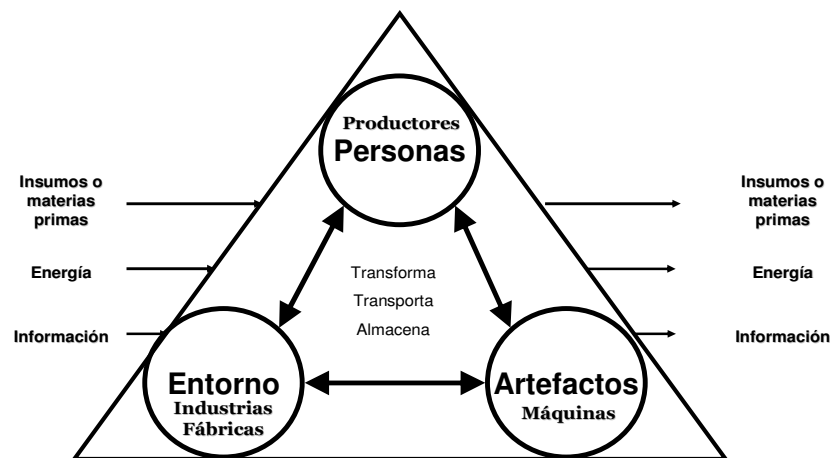 Productores
Personas
Insumos o
materias
primas
Energía
Información
Transforma
Transporta
Almacena
Insumos o
materias
primas
Energía
Información
Entorno
Industrias
Fábricas
Artefactos
Máquinas